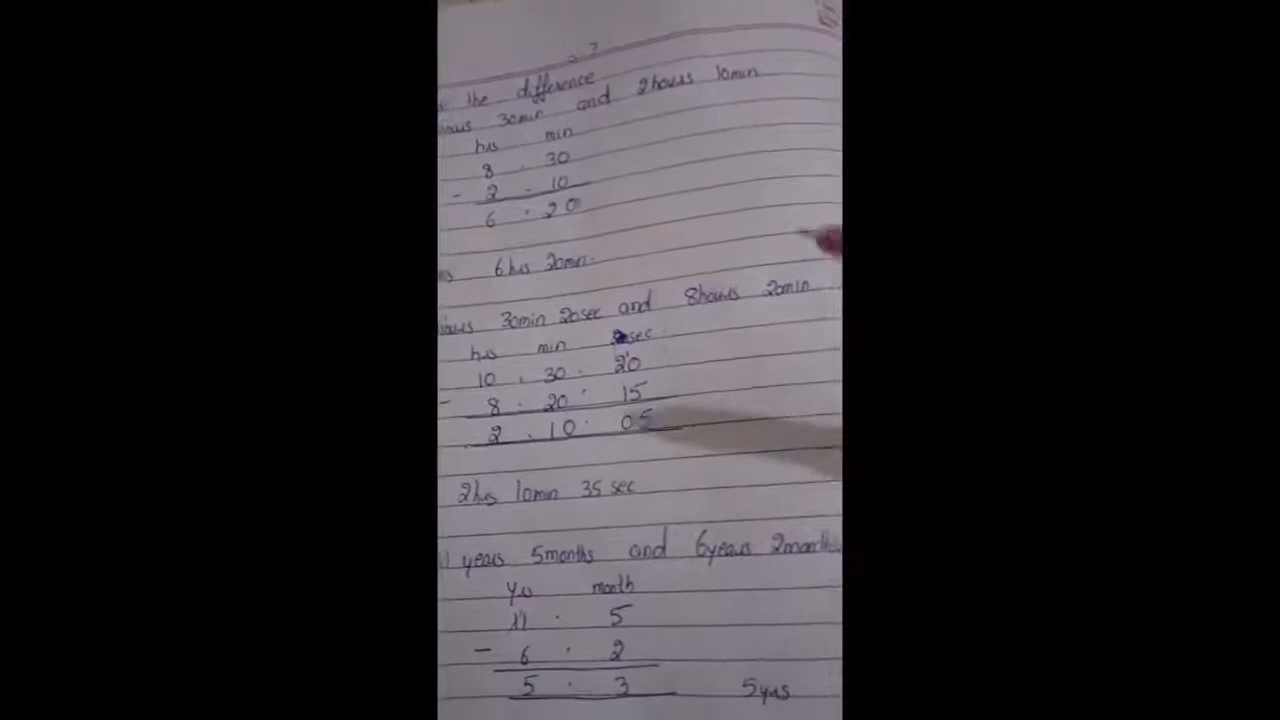 the difference
30min and 2hours 10min
hrs min
8 . 30
- 2 . 10
6 . 20
6hrs 20min.
30min 20sec and 8hours 20min
hrs min sec
10 . 30 . 20
- 8 . 20 . 15
2 . 10 . 05
2hrs 10min 35 sec
11 years 5months and 6years 2months
yrs month
11 . 5
- 6 . 2
5 . 3 5yrs